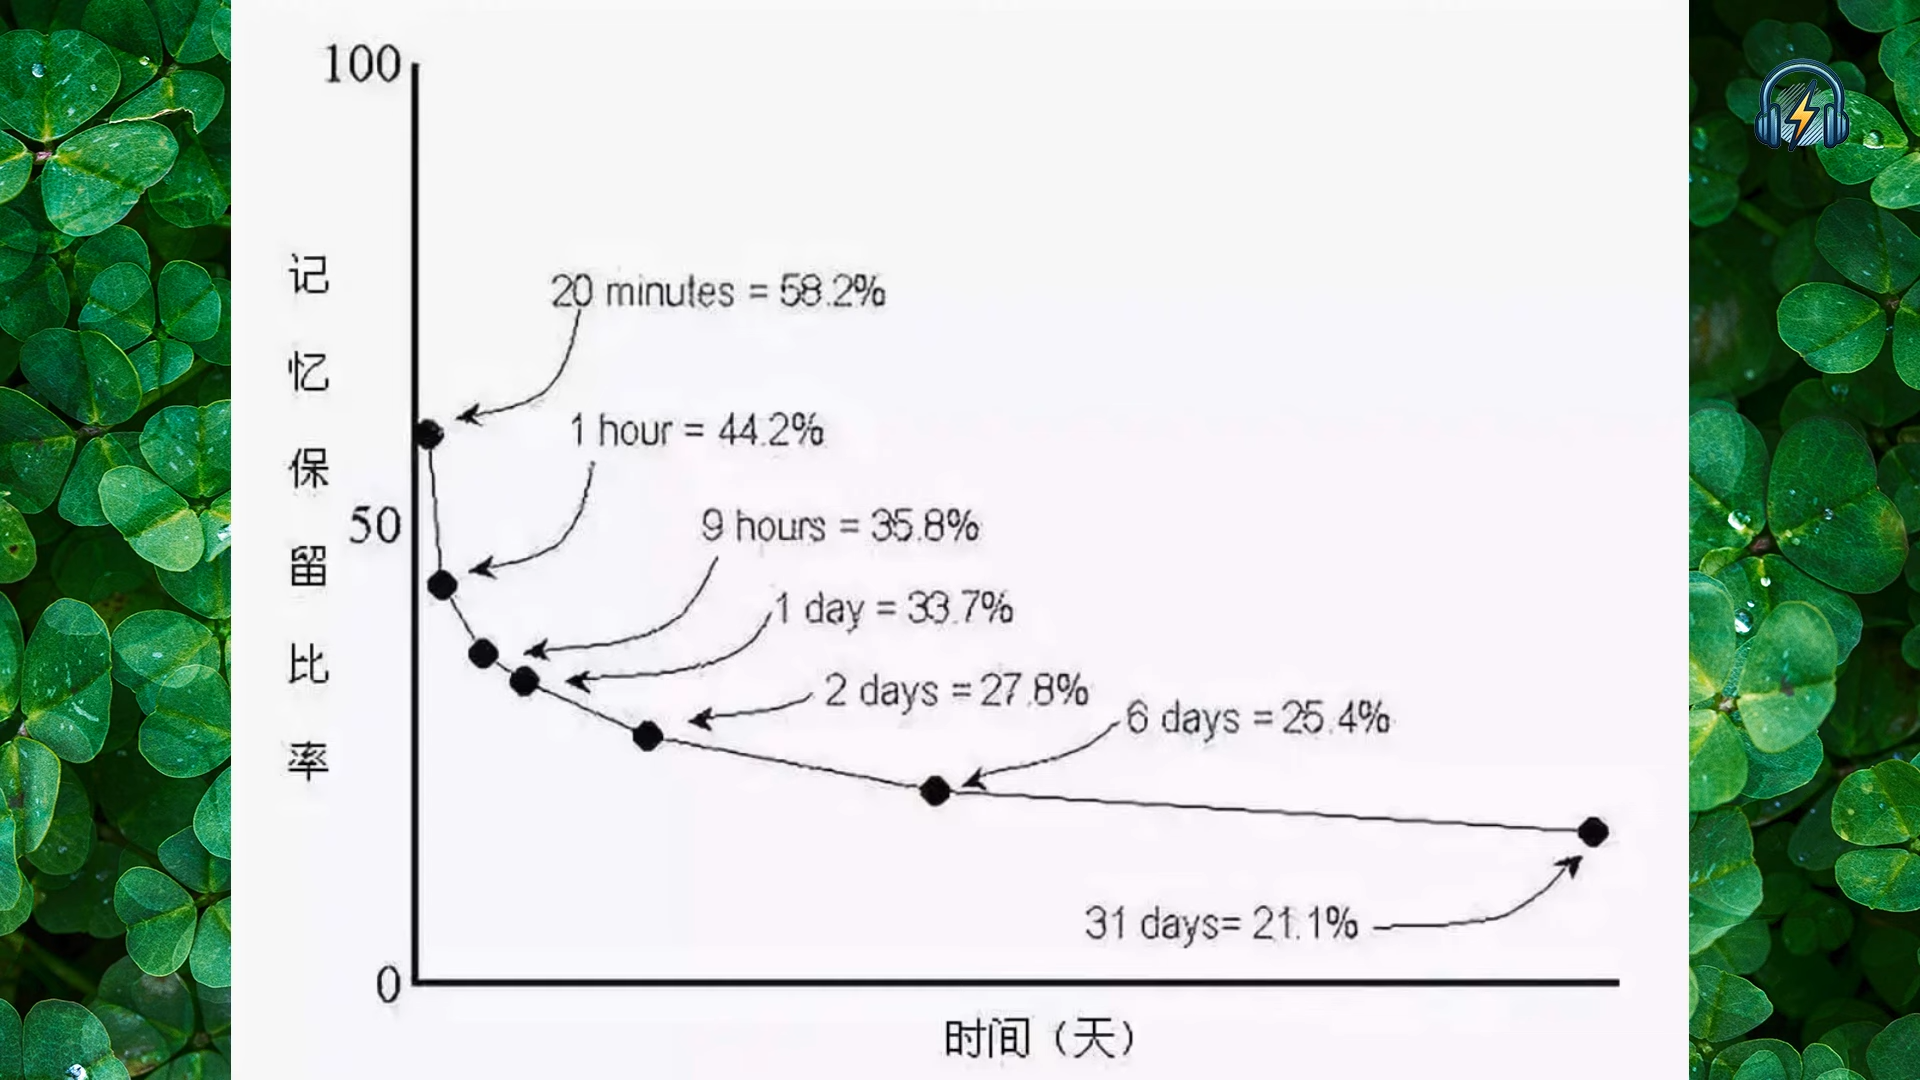 100
记忆保留比率
20 minutes = 58.2%
1 hour = 44.2%
50
9 hours = 35.8%
1 day = 33.7%
2 days = 27.8%
6 days = 25.4%
31 days= 21.1%
0
时间（天）